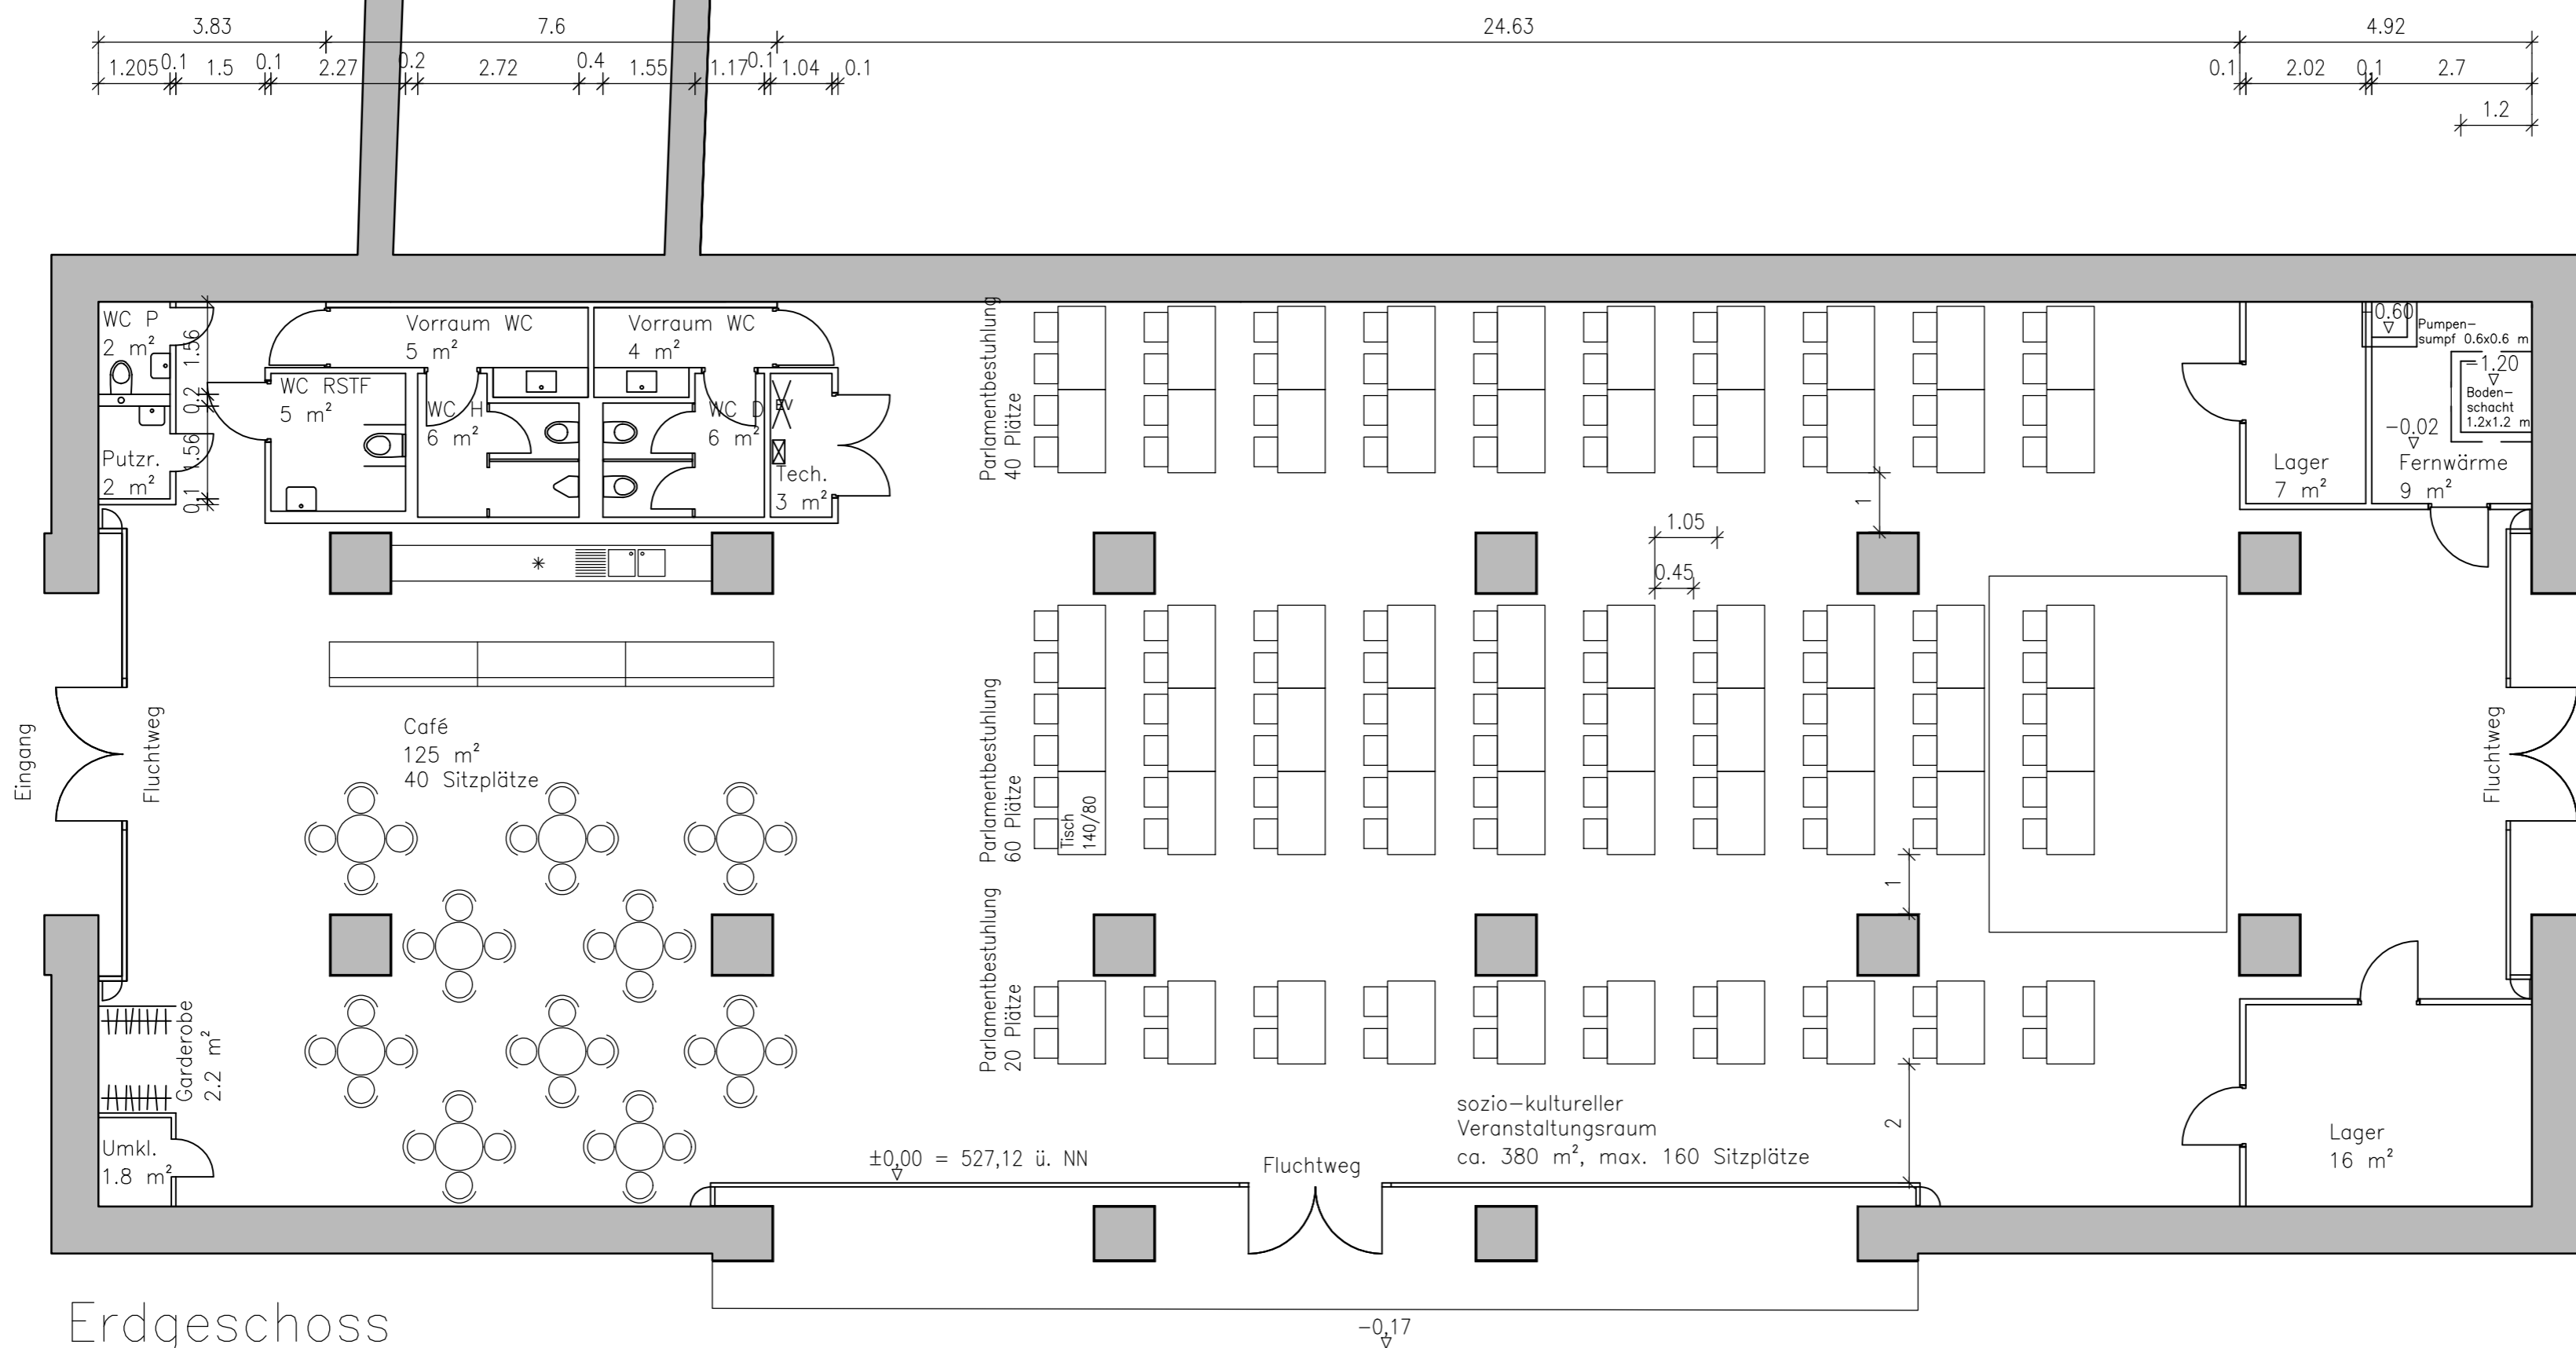 3.83 7.6 24.63 4.92
1.205 0.1 1.5 0.1 2.27 0.2 2.72 0.4 1.55 1.17 0.1 1.04 0.1 0.1 2.02 0.1 2.7
1.2
WC P
2 m²
1.56
0.2
1.56
0.1
Putzr.
2 m²
WC RSTF
5 m²
Vorraum WC
5 m²
Vorraum WC
4 m²
WC H
6 m²
WC D
6 m²
EV
Tech.
3 m²
Parlamentbestuhlung
40 Plätze
1
1.05
0.45
Lager
7 m²
0.60
Pumpen-
sumpf 0.6x0.6 m
-1.20
Boden-
schacht
1.2x1.2 m
-0.02
Fernwärme
9 m²
Eingang
Fluchtweg
Café
125 m²
40 Sitzplätze
Parlamentbestuhlung
60 Plätze
Tisch
140/80
1
Fluchtweg
Parlamentbestuhlung
20 Plätze
Garderobe
2.2 m²
Umkl.
1.8 m²
±0,00 = 527,12 ü. NN
Fluchtweg
sozio-kultureller
Veranstaltungsraum
ca. 380 m², max. 160 Sitzplätze
2
Lager
16 m²
Erdgeschoss
-0,17